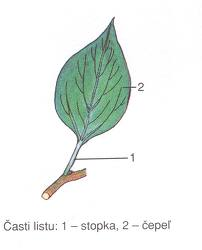 2
1
Časti listu: 1 – stopka, 2 – čepeľ